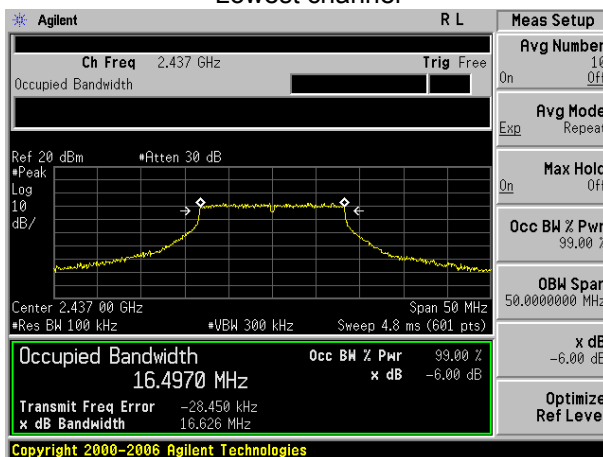 Lowest channel
Agilent R L Meas Setup
Ch Freq 2.437 GHz Trig Free
Occupied Bandwidth
Avg Number
10
On Off
Avg Mode
Exp Repeat
Ref 20 dBm #Atten 30 dB
#Peak
Log
10
dB/
Max Hold
On Off
Occ BW % Pwr
99.00 %
OBW Span
50.0000000 MHz
Center 2.437 00 GHz Span 50 MHz
#Res BW 100 kHz #VBW 300 kHz Sweep 4.8 ms (601 pts)
x dB
-6.00 dB
Occupied Bandwidth
16.4970 MHz
Occ BW % Pwr 99.00 %
x dB -6.00 dB
Transmit Freq Error -28.450 kHz
x dB Bandwidth 16.626 MHz
Optimize
Ref Level
Copyright 2000-2006 Agilent Technologies